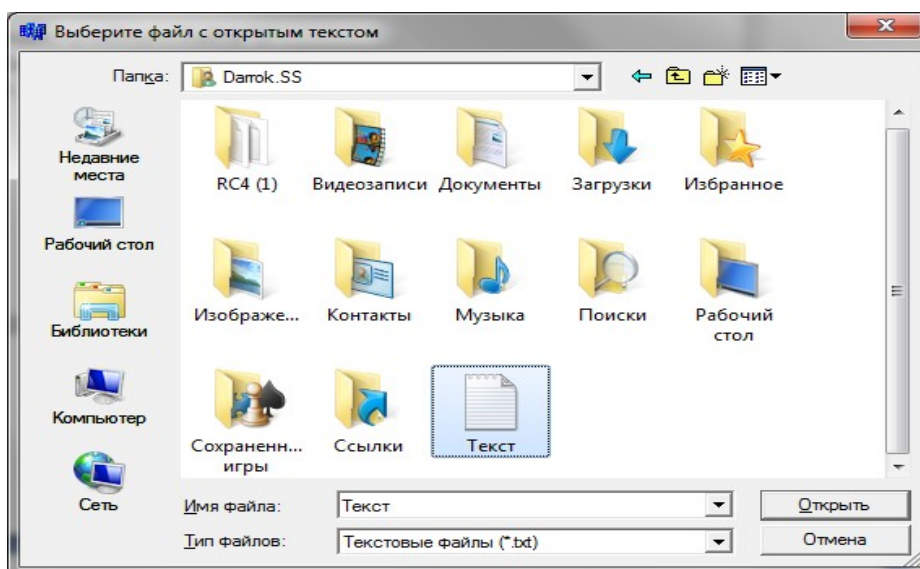 Выберите файл с открытым текстом
Папка:
Darrok.SS
Недавние
места
Рабочий стол
Библиотеки
Компьютер
Сеть
RC4 (1)
Видеозаписи
Документы
Загрузки
Избранное
Изображе...
Контакты
Музыка
Поиски
Рабочий
стол
Сохраненн...
игры
Ссылки
Текст
Имя файла:
Текст
Открыть
Тип файлов:
Текстовые файлы (*.txt)
Отмена